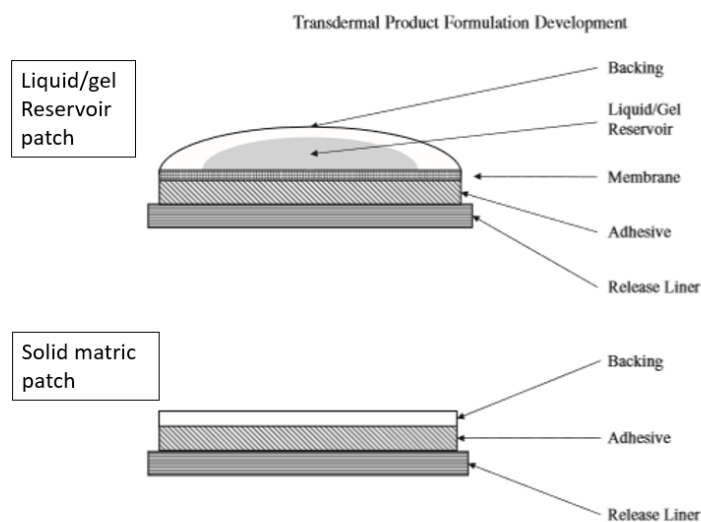 Transdermal Product Formulation Development
Liquid/gel
Reservoir
patch
Backing
Liquid/Gel
Reservoir
Membrane
Adhesive
Release Liner
Solid matric
patch
Backing
Adhesive
Release Liner